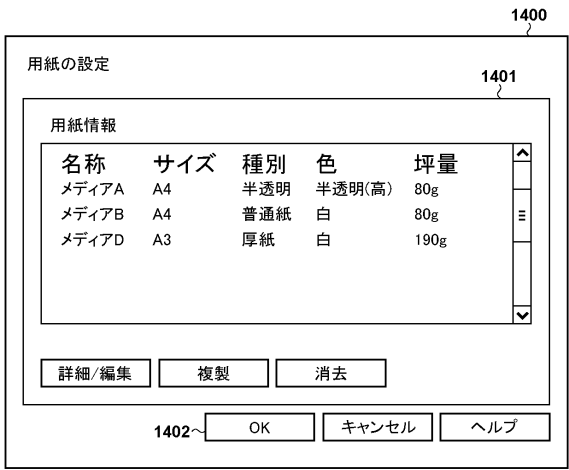 1400
用紙の設定
1401
用紙情報
名称 サイズ 種別 色 坪量
メディアA A4 半透明 半透明(高) 80g
メディアB A4 普通紙 白 80g
メディアD A3 厚紙 白 190g
詳細/編集 複製 消去
1402 OK キャンセル ヘルプ